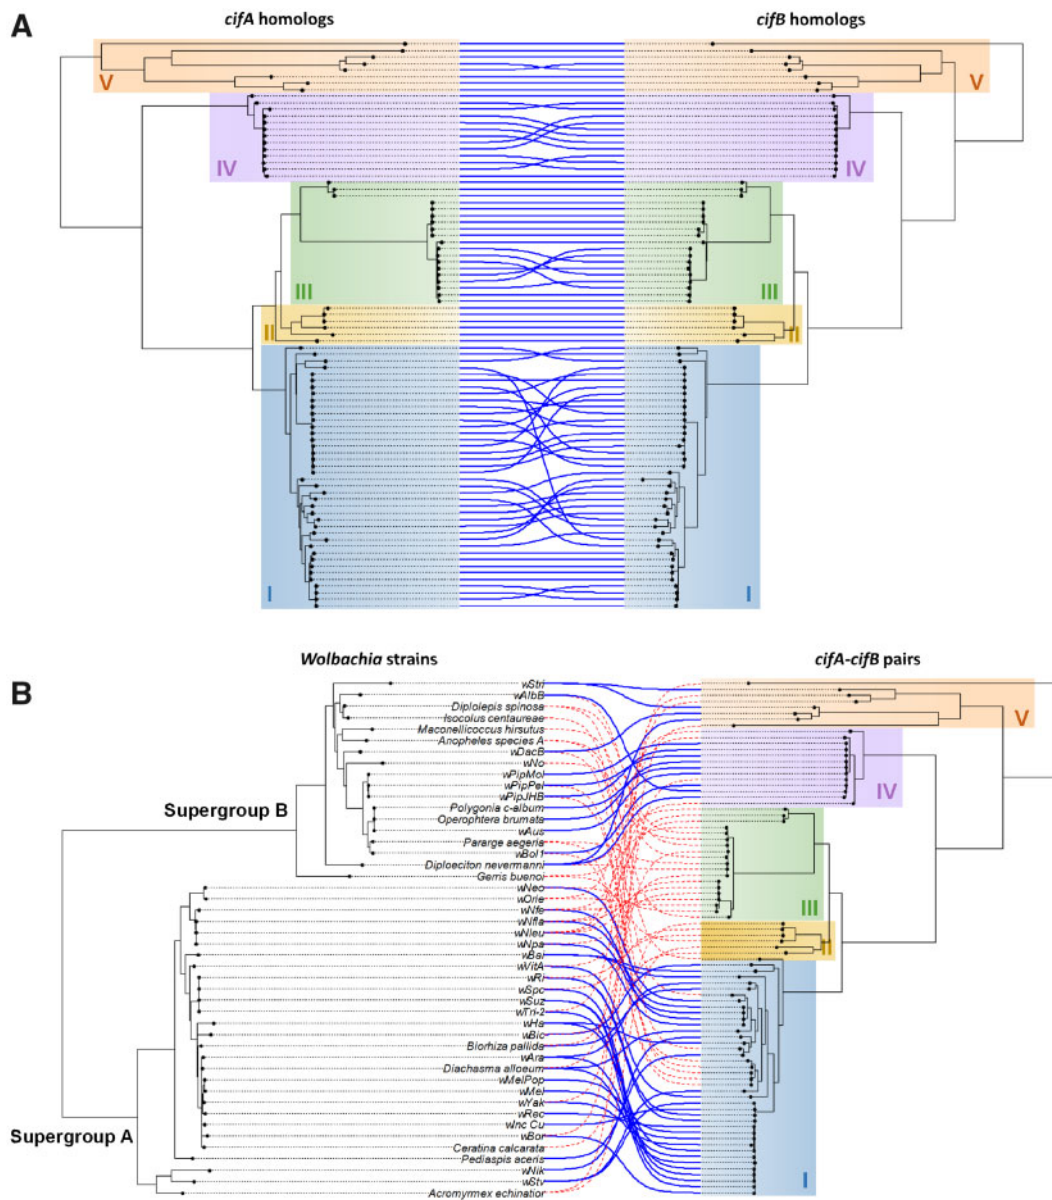 A
cifA homologs
cifB homologs
V
V
IV
IV
III
III
II
II
I
I
B
Wolbachia strains
cifA-cifB pairs
wStri
wAlbB
Diplolepis spinosa
Isocolus centaureae
Maconellicoccus hirsutus
Anopheles species A
wDacB
wNo
wPipMol
wPipPel
wPipJHB
Polygonia c-album
Operophtera brumata
wAus
Pararge aegeria
wBol1
Diploeciton nevermanni
Gerris buenoi
wNeo
wOrie
wNfe
wNfla
wNleu
wNpa
wBai
wVitA
wRi
wSpc
wSuz
wTri-2
wHa
wBic
Biorhiza pallida
wAra
Diachasma alloeum
wMelPop
wMel
wYak
wRec
wInc Cu
wBor
Ceratina calcarata
Pediaspis aceris
wNik
wStv
Acromyrmex echinatior
Supergroup B
Supergroup A
V
IV
III
II
I